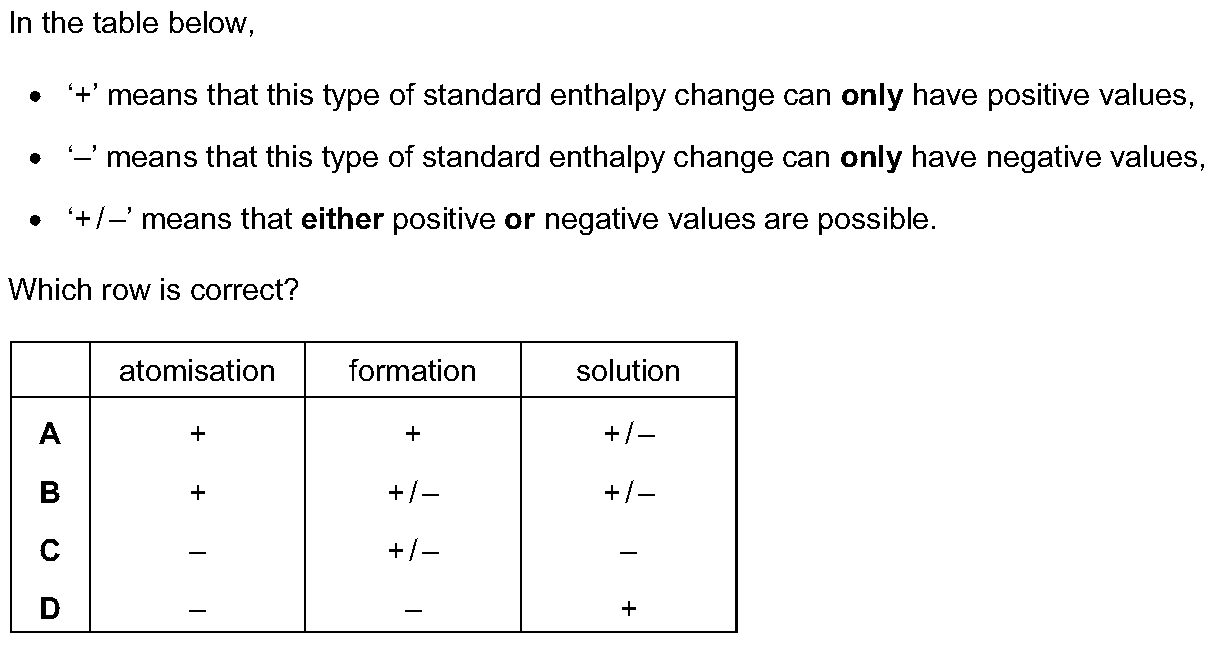 In the table below,
• ‘+’ means that this type of standard enthalpy change can only have positive values,
• ‘–’ means that this type of standard enthalpy change can only have negative values,
• ‘+/–’ means that either positive or negative values are possible.
Which row is correct?
atomisation formation solution
A + + +/–
B + +/– +/–
C – +/– –
D – – +